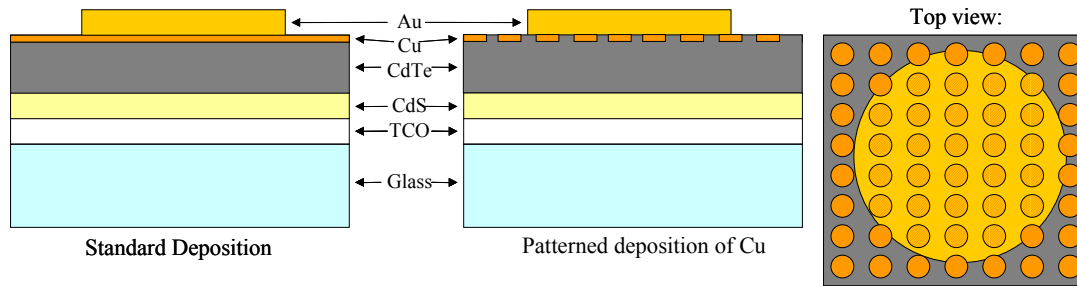 Au
Cu
CdTe
CdS
TCO
Glass
Standard Deposition
Patterned deposition of Cu
Top view: